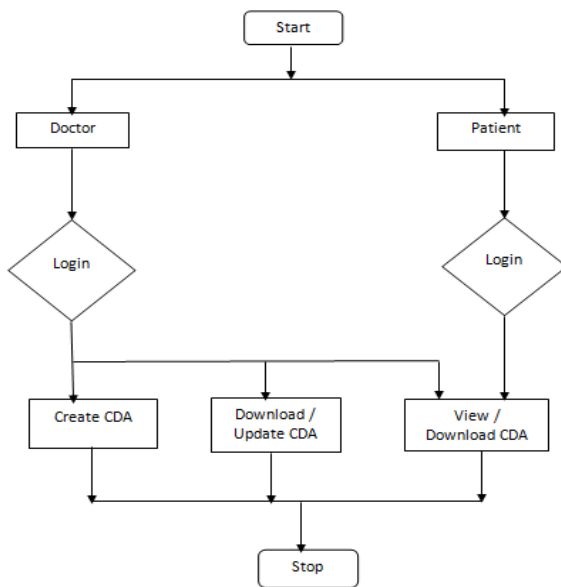 Start
Doctor
Patient
Login
Login
Create CDA
Download /
Update CDA
View /
Download CDA
Stop